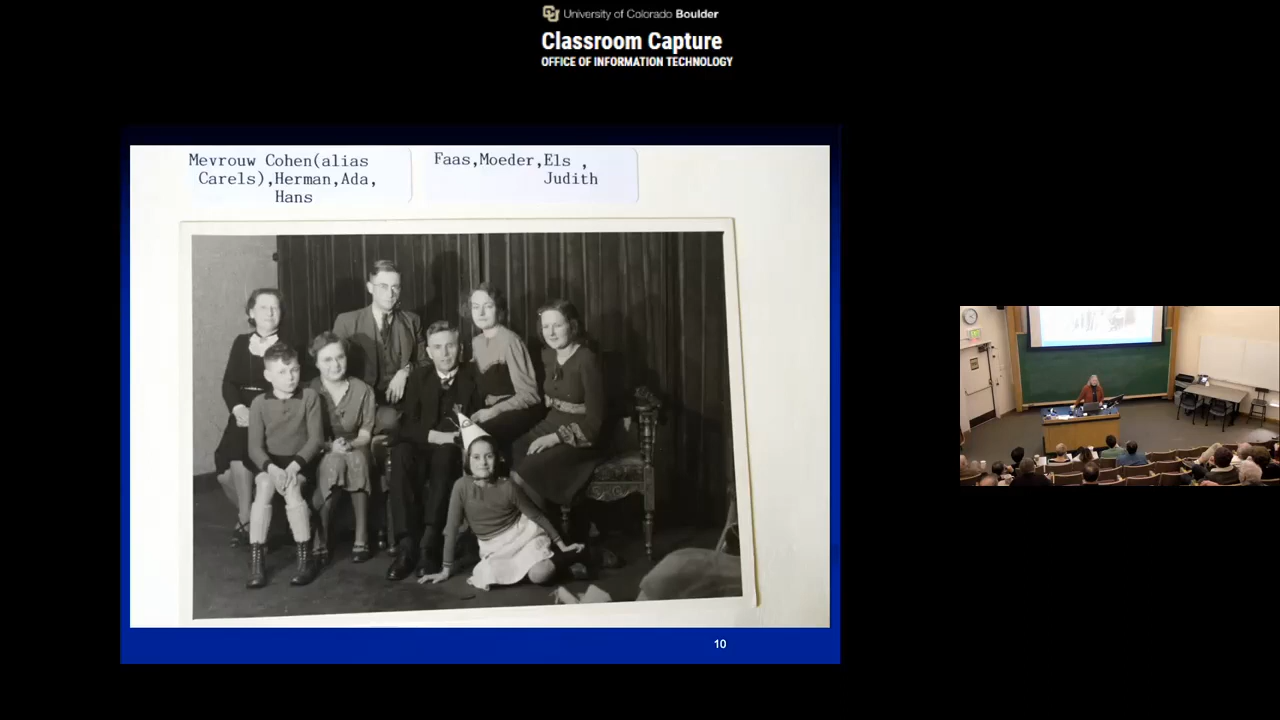 University of Colorado Boulder
Classroom Capture
OFFICE OF INFORMATION TECHNOLOGY
Mevrouw Cohen(alias
Carels),Herman,Ada,
Hans
Faas,Moeder,Els ,
Judith
10